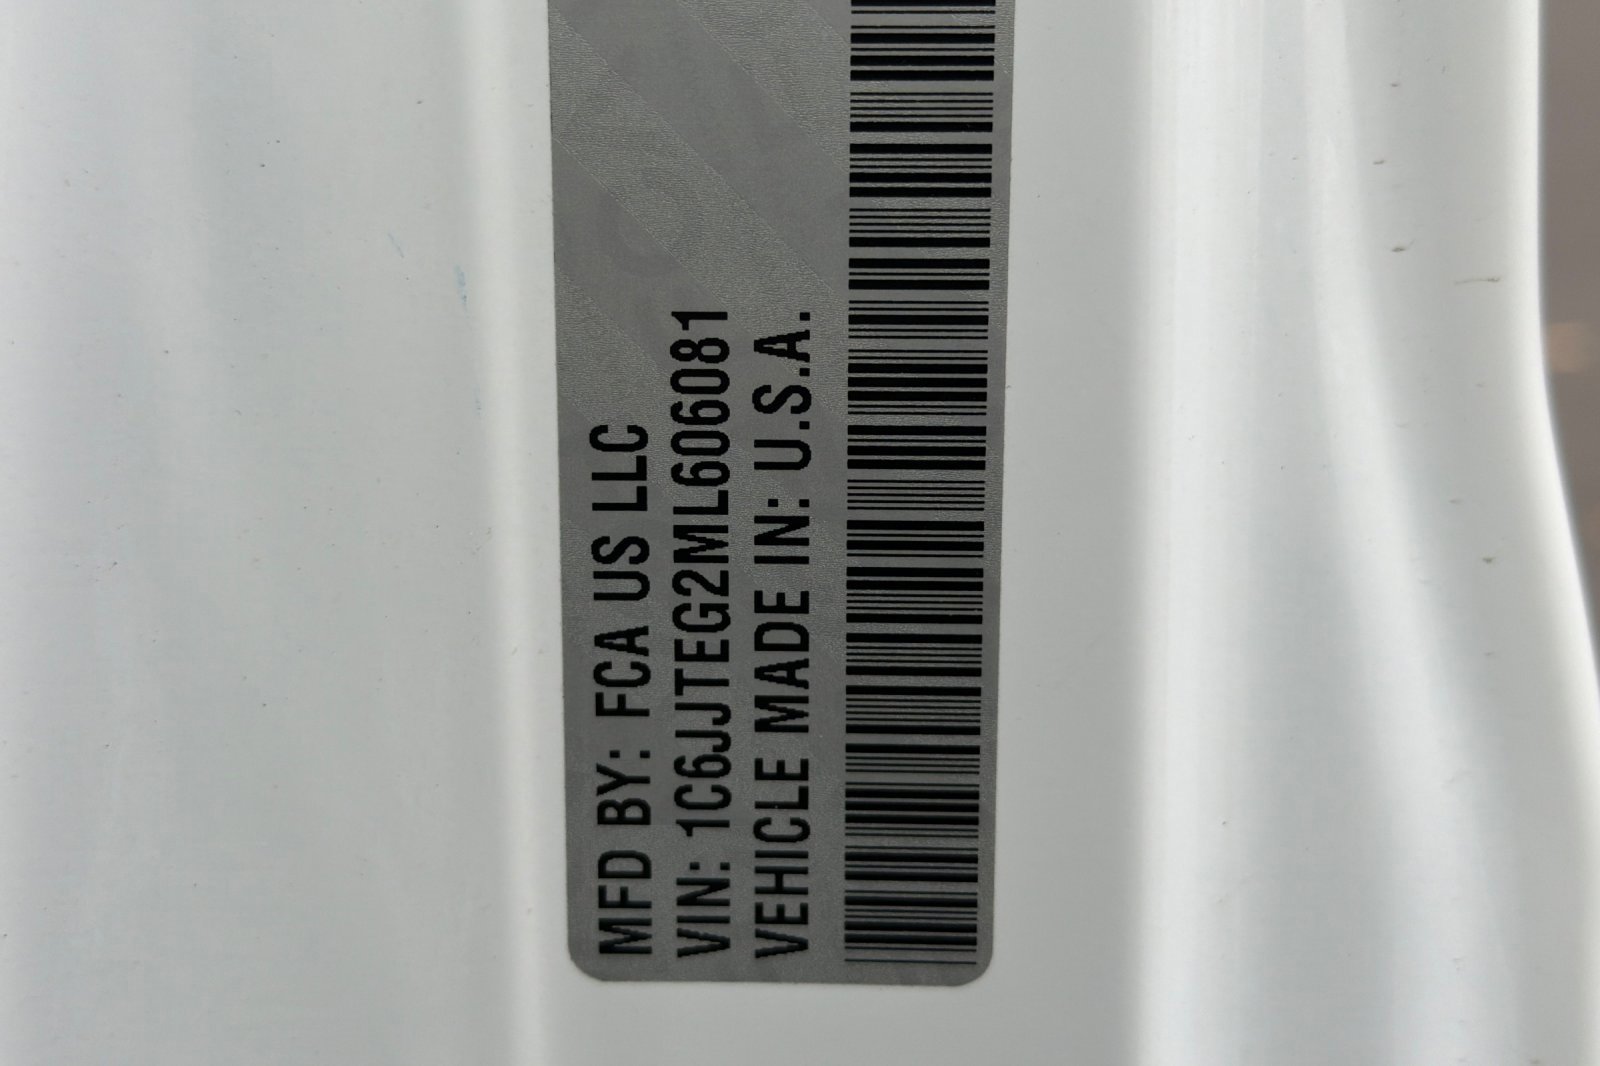 MFD BY: FCA US LLC
VIN: 1C6JJTEG2ML606081
VEHICLE MADE IN: U.S.A.